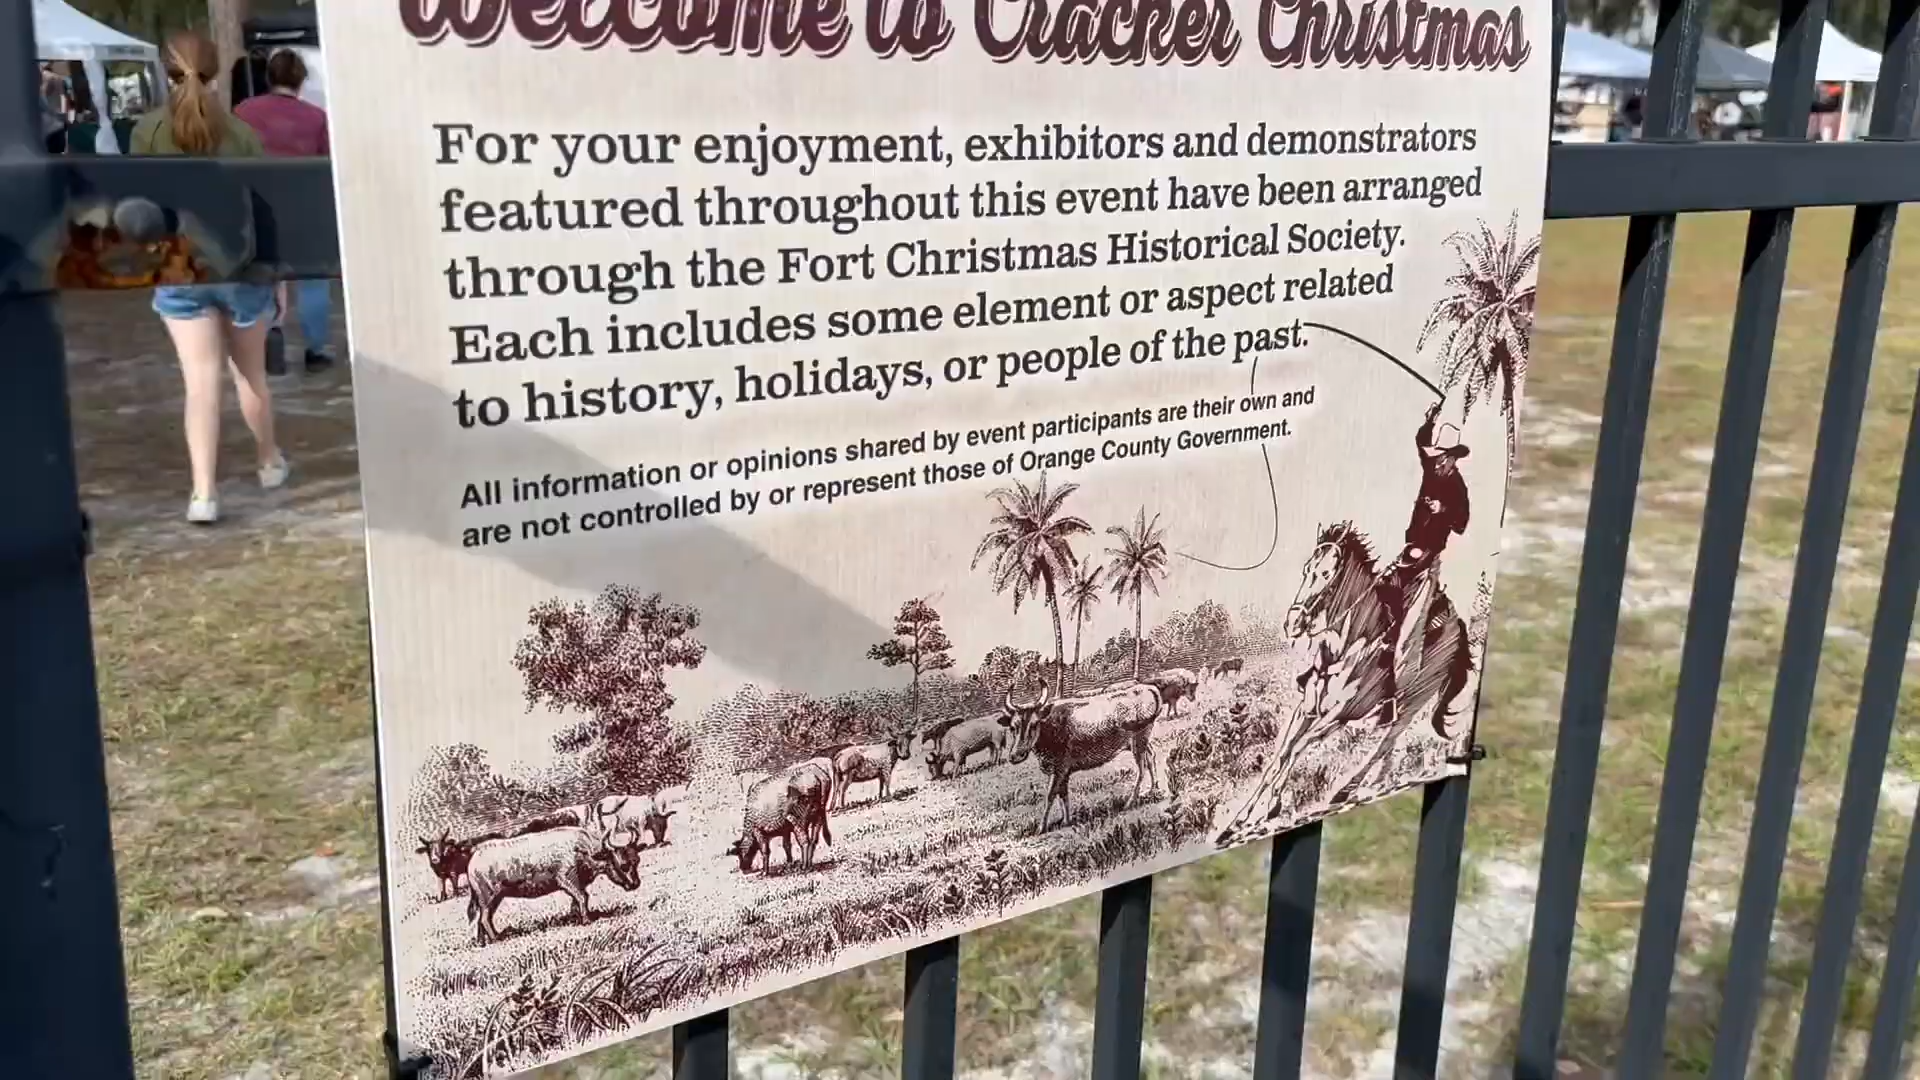 Welcome to Cracker Christmas
For your enjoyment, exhibitors and demonstrators
featured throughout this event have been arranged
through the Fort Christmas Historical Society.
Each includes some element or aspect related
to history, holidays, or people of the past.
All information or opinions shared by event participants are their own and
are not controlled by or represent those of Orange County Government.